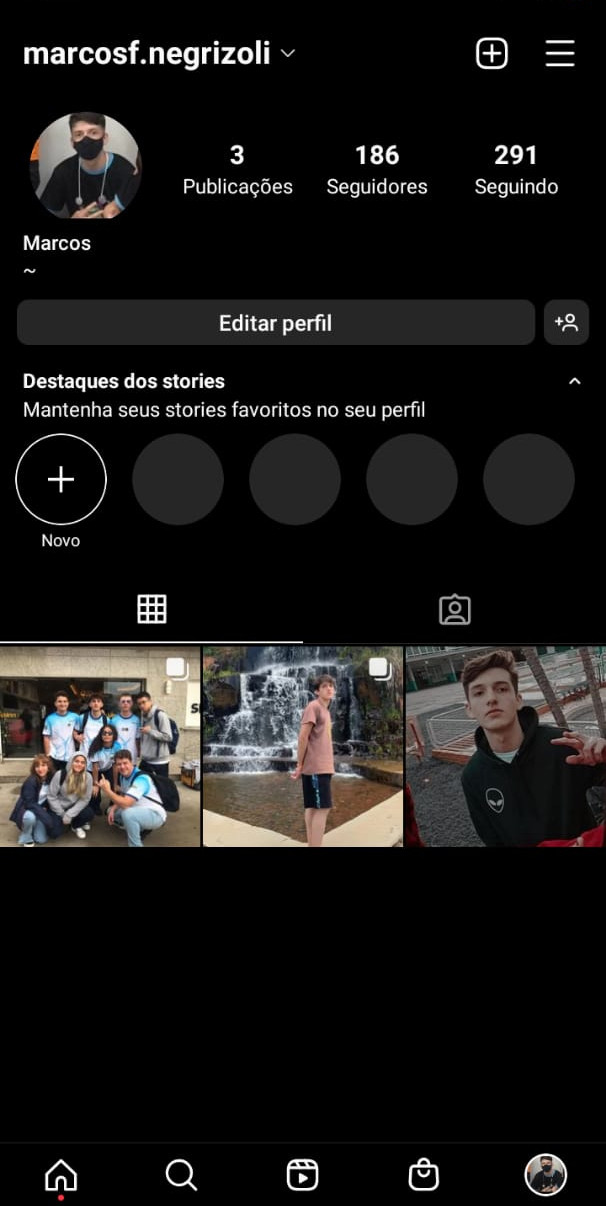 marcosf.negrizoli
3 186 291
Publicações Seguidores Seguindo
Marcos
~
Editar perfil
Destaques dos stories
Mantenha seus stories favoritos no seu perfil
Novo